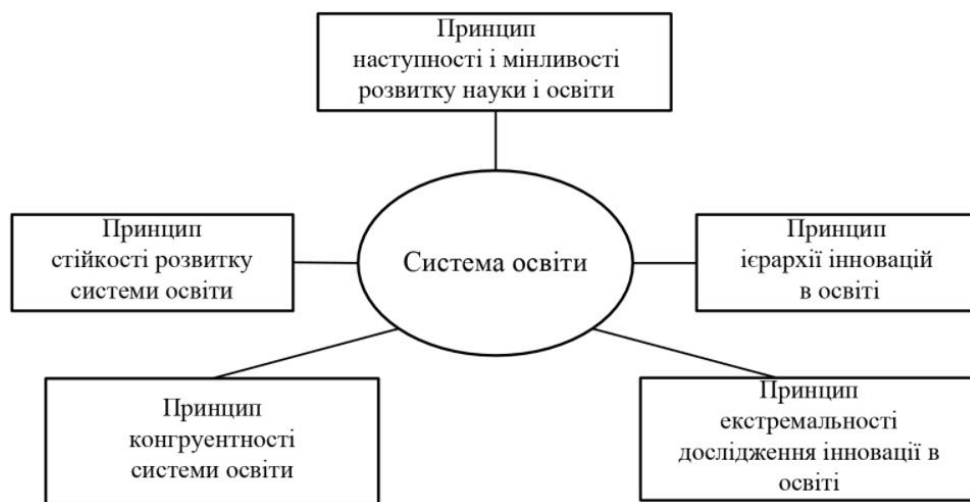 Принцип
наступності і мінливості
розвитку науки і освіти
Принцип
стійкості розвитку
системи освіти
Система освіти
Принцип
ієрархії інновацій
в освіті
Принцип
конгруентності
системи освіти
Принцип
екстремальності
дослідження інновації в
освіті